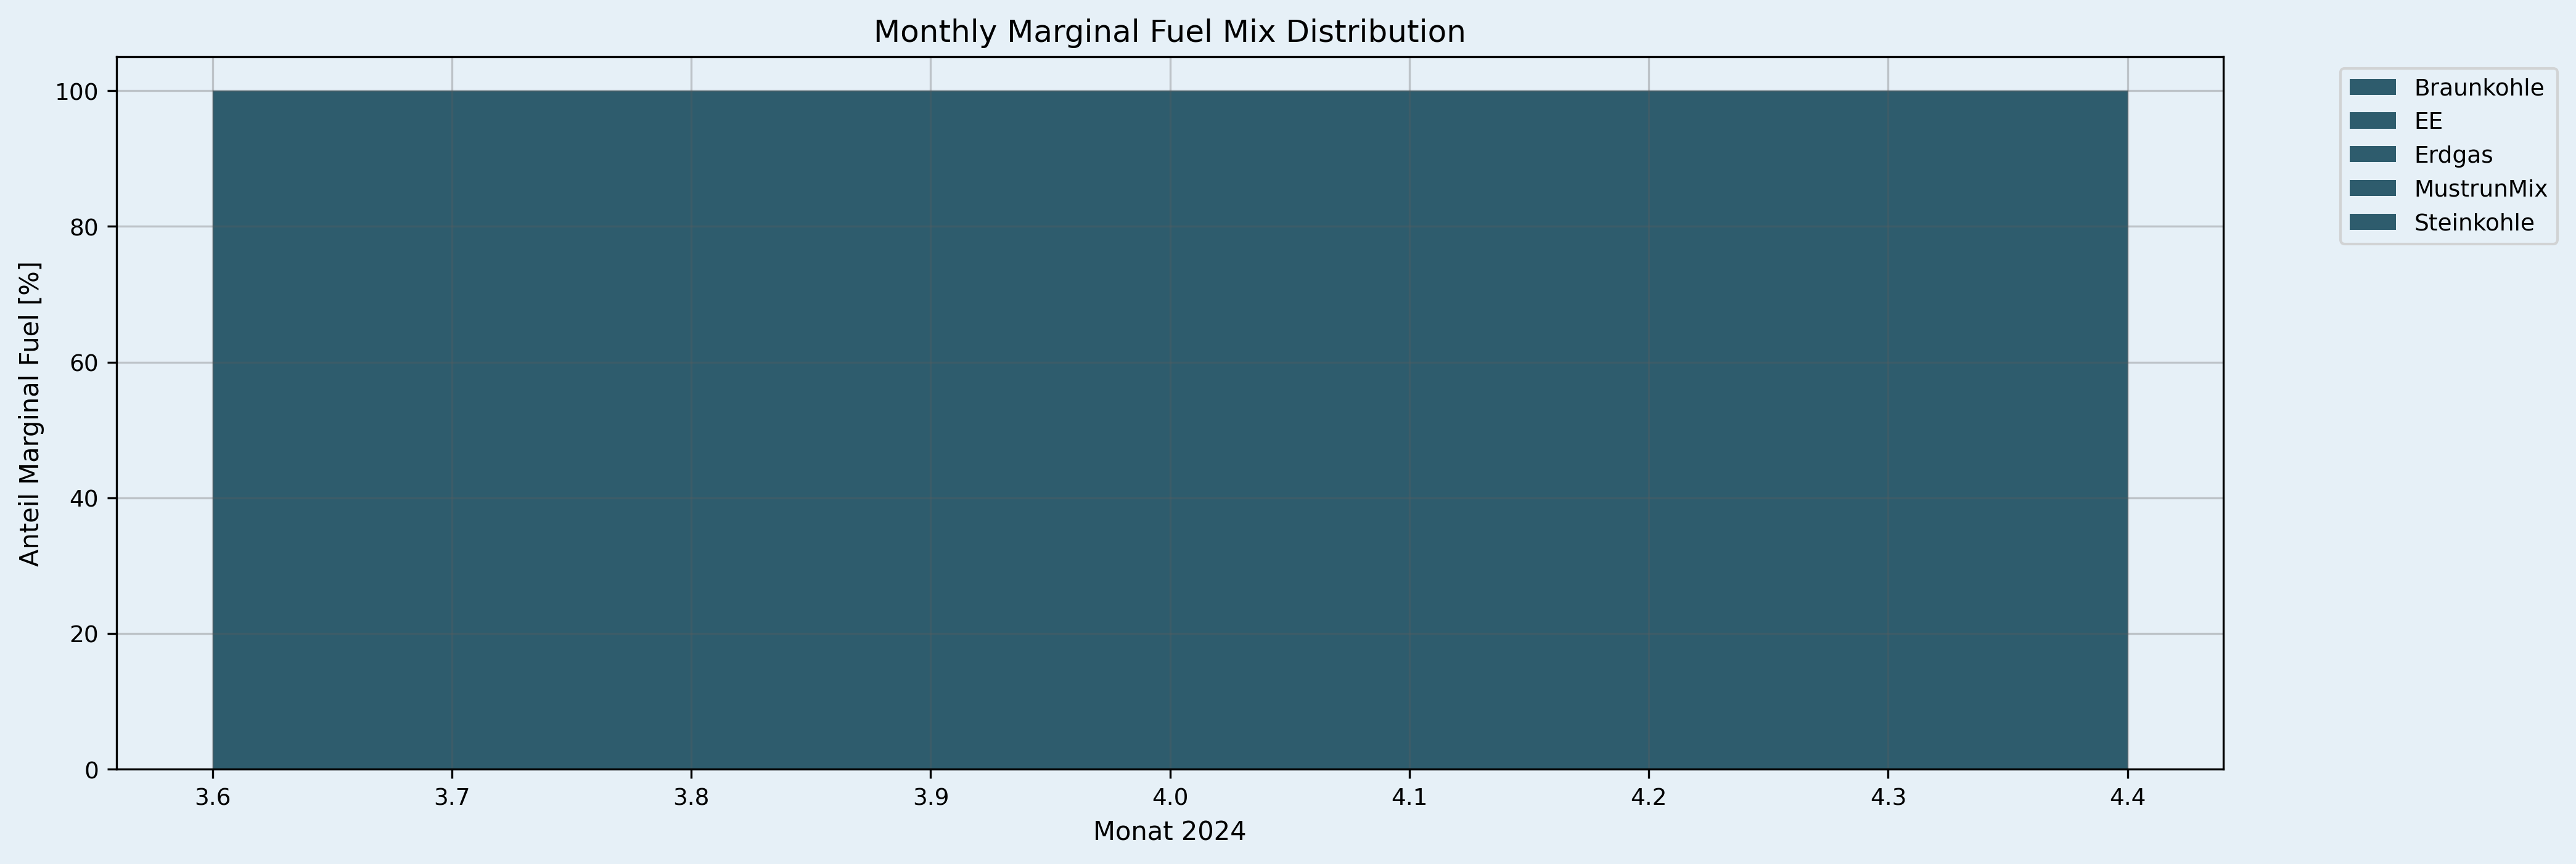 Monthly Marginal Fuel Mix Distribution
Anteil Marginal Fuel [%]
100
80
60
40
20
0
3.6 3.7 3.8 3.9 4.0 4.1 4.2 4.3 4.4
Monat 2024
Braunkohle
EE
Erdgas
MustrunMix
Steinkohle